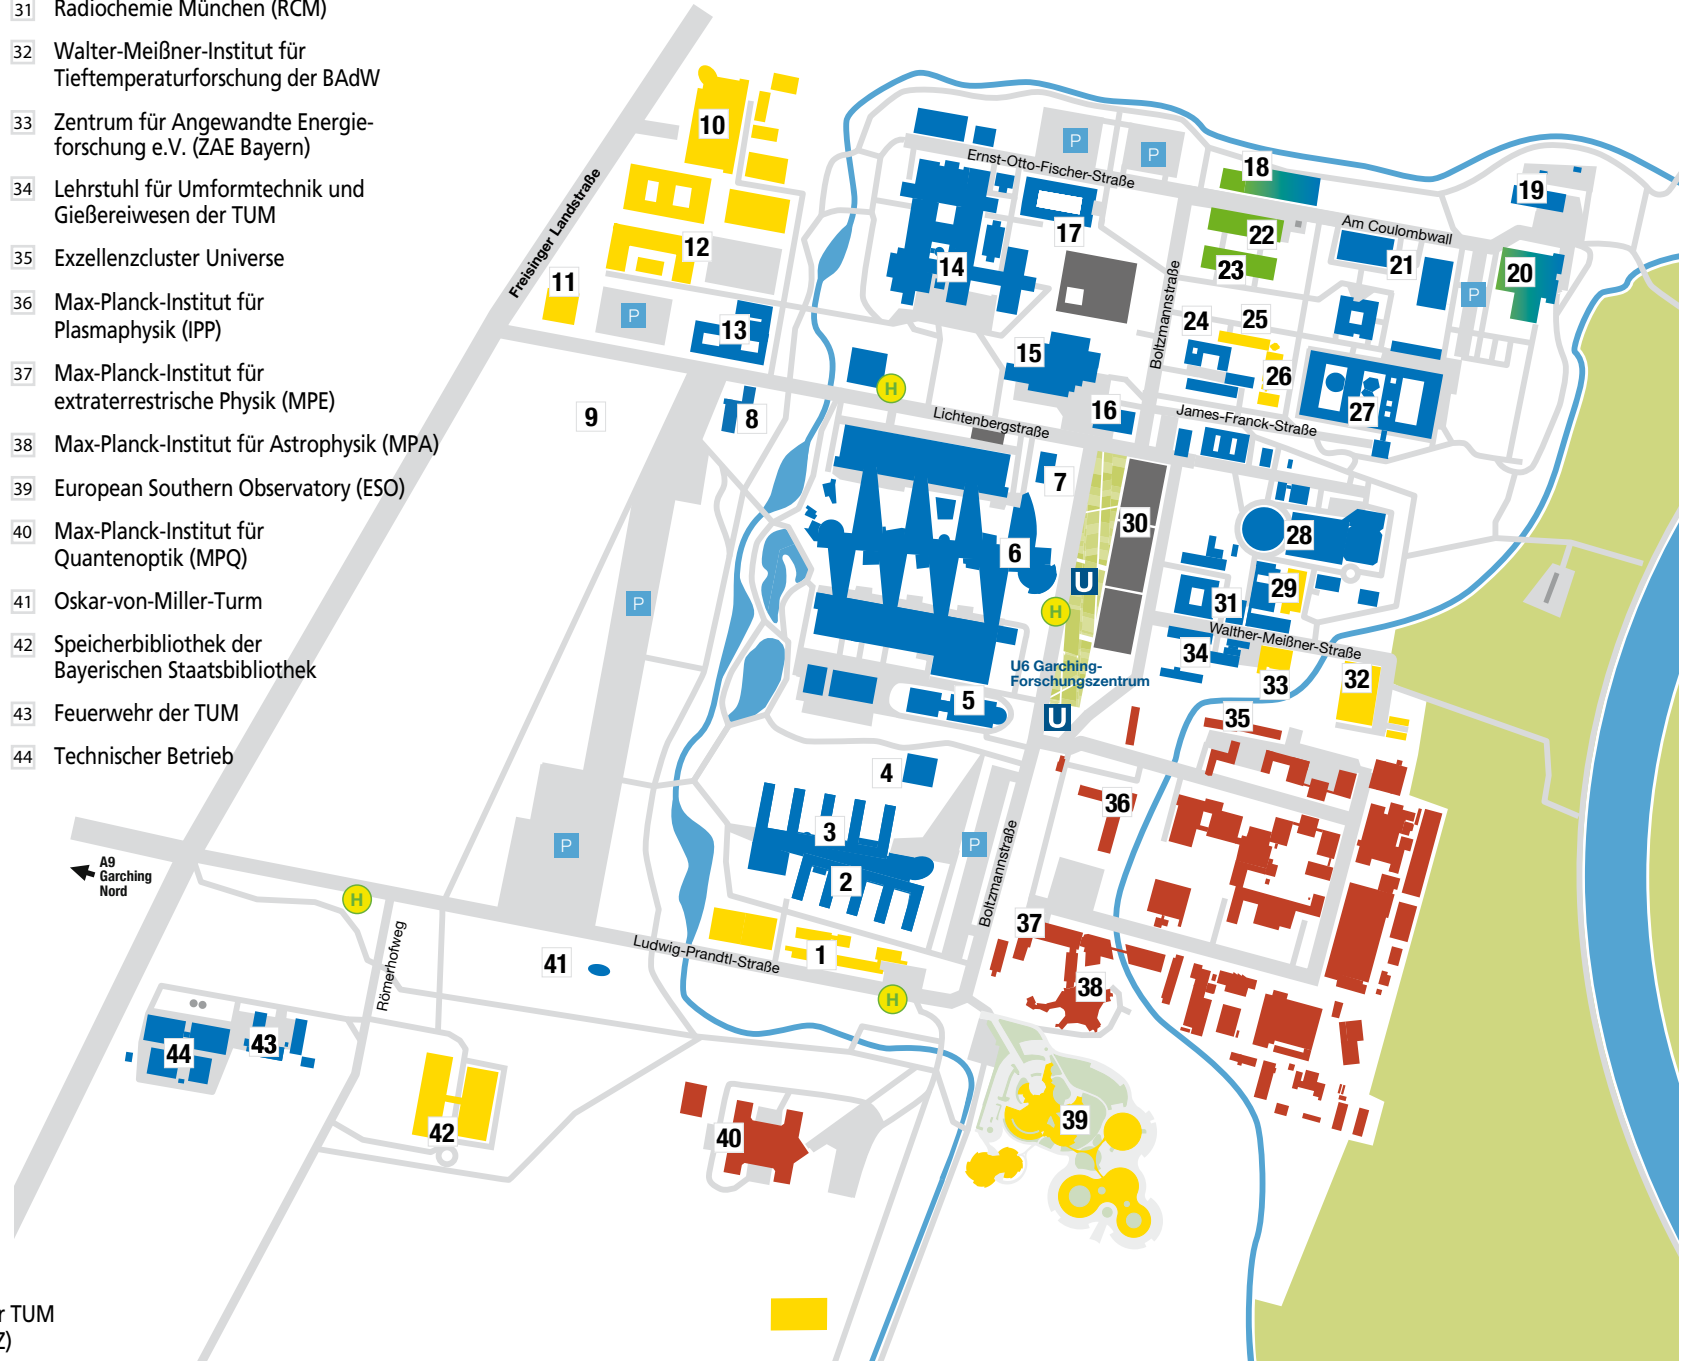 31 Radiochemie München (RCM)
32 Walter-Meißner-Institut für
Tieftemperaturforschung der BAdW
33 Zentrum für Angewandte Energie-
forschung e.V. (ZAE Bayern)
34 Lehrstuhl für Umformtechnik und
Gießereiwesen der TUM
35 Exzellenzcluster Universe
36 Max-Planck-Institut für
Plasmaphysik (IPP)
37 Max-Planck-Institut für
extraterrestrische Physik (MPE)
38 Max-Planck-Institut für Astrophysik (MPA)
39 European Southern Observatory (ESO)
40 Max-Planck-Institut für
Quantenoptik (MPQ)
41 Oskar-von-Miller-Turm
42 Speicherbibliothek der
Bayerischen Staatsbibliothek
43 Feuerwehr der TUM
44 Technischer Betrieb
r TUM
Z)
10
P
P
Ernst-Otto-Fischer-Straße
18
19
Freisinger Landstraße
12
17
22
Am Coulombwall
14
23
21
20
11
P
13
Boltzmannstraße
P
24
25
15
26
H
9
8
Lichtenbergstraße
16
James-Franck-Straße
27
7
30
28
6
U
29
P
H
31
Walther-Meißner-Straße
34
U6 Garching-
Forschungszentrum
33
32
5
U
35
4
36
3
P
Boltzmannstraße
P
2
A9
Garching
Nord
H
37
Römerhofweg
41
Ludwig-Prandtl-Straße
1
38
H
44
43
42
40
39